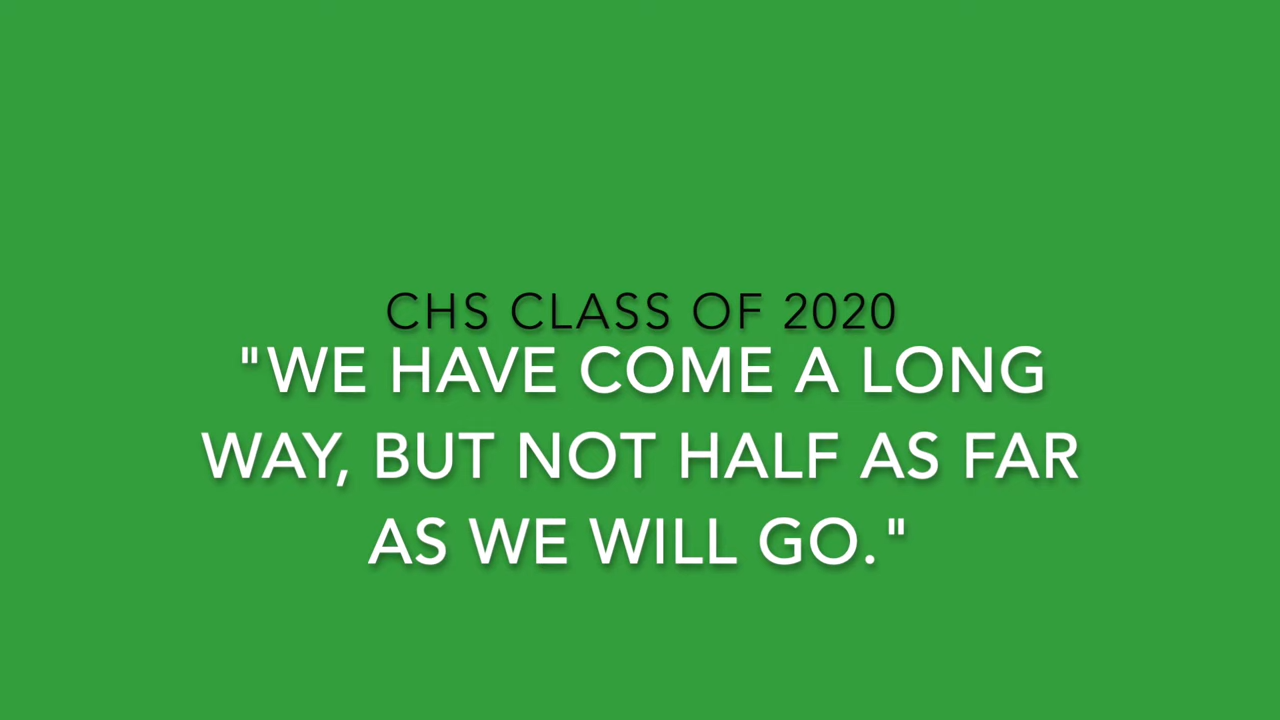 CHS CLASS OF 2020
"WE HAVE COME A LONG
WAY, BUT NOT HALF AS FAR
AS WE WILL GO."